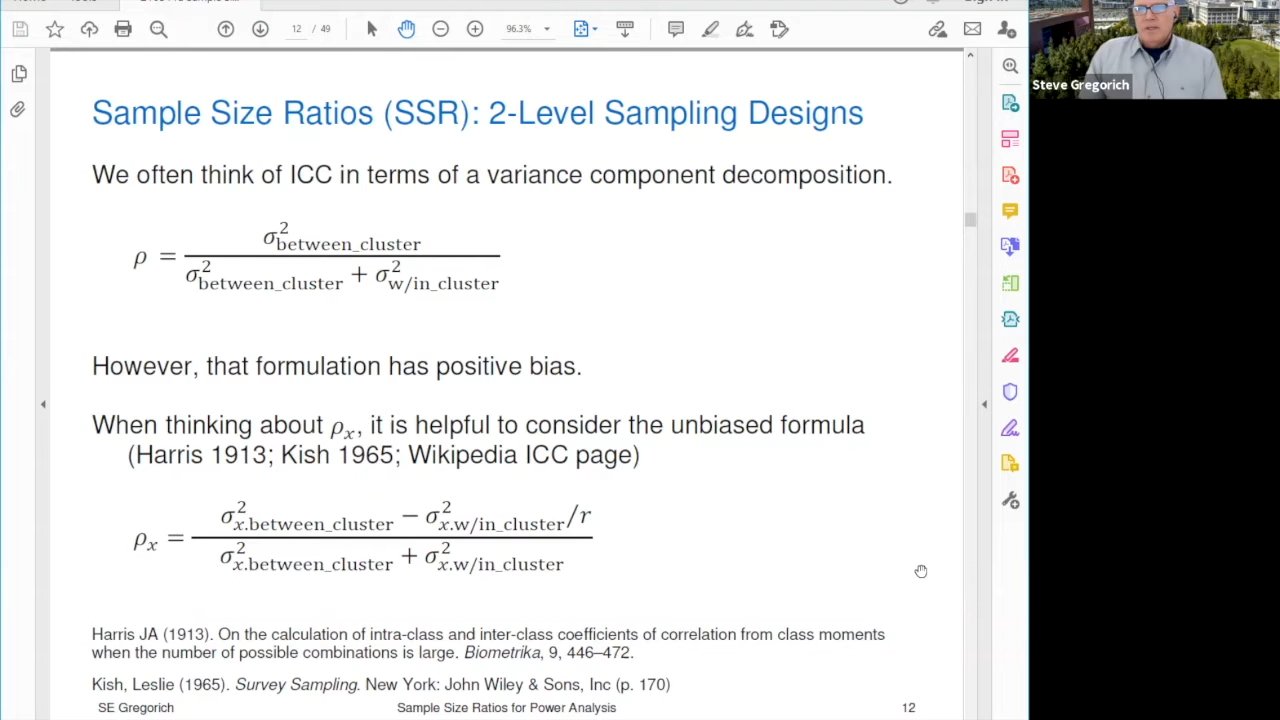 12 / 49
96.3%
Steve Gregorich
Sample Size Ratios (SSR): 2-Level Sampling Designs
We often think of ICC in terms of a variance component decomposition.
ρ = σ²between_cluster / (σ²between_cluster + σ²w/in_cluster)
However, that formulation has positive bias.
When thinking about ρx, it is helpful to consider the unbiased formula
(Harris 1913; Kish 1965; Wikipedia ICC page)
ρx = (σ²x.between_cluster − σ²x.w/in_cluster/r) / (σ²x.between_cluster + σ²x.w/in_cluster)
Harris JA (1913). On the calculation of intra-class and inter-class coefficients of correlation from class moments
when the number of possible combinations is large. Biometrika, 9, 446–472.
Kish, Leslie (1965). Survey Sampling. New York: John Wiley & Sons, Inc (p. 170)
SE Gregorich Sample Size Ratios for Power Analysis 12